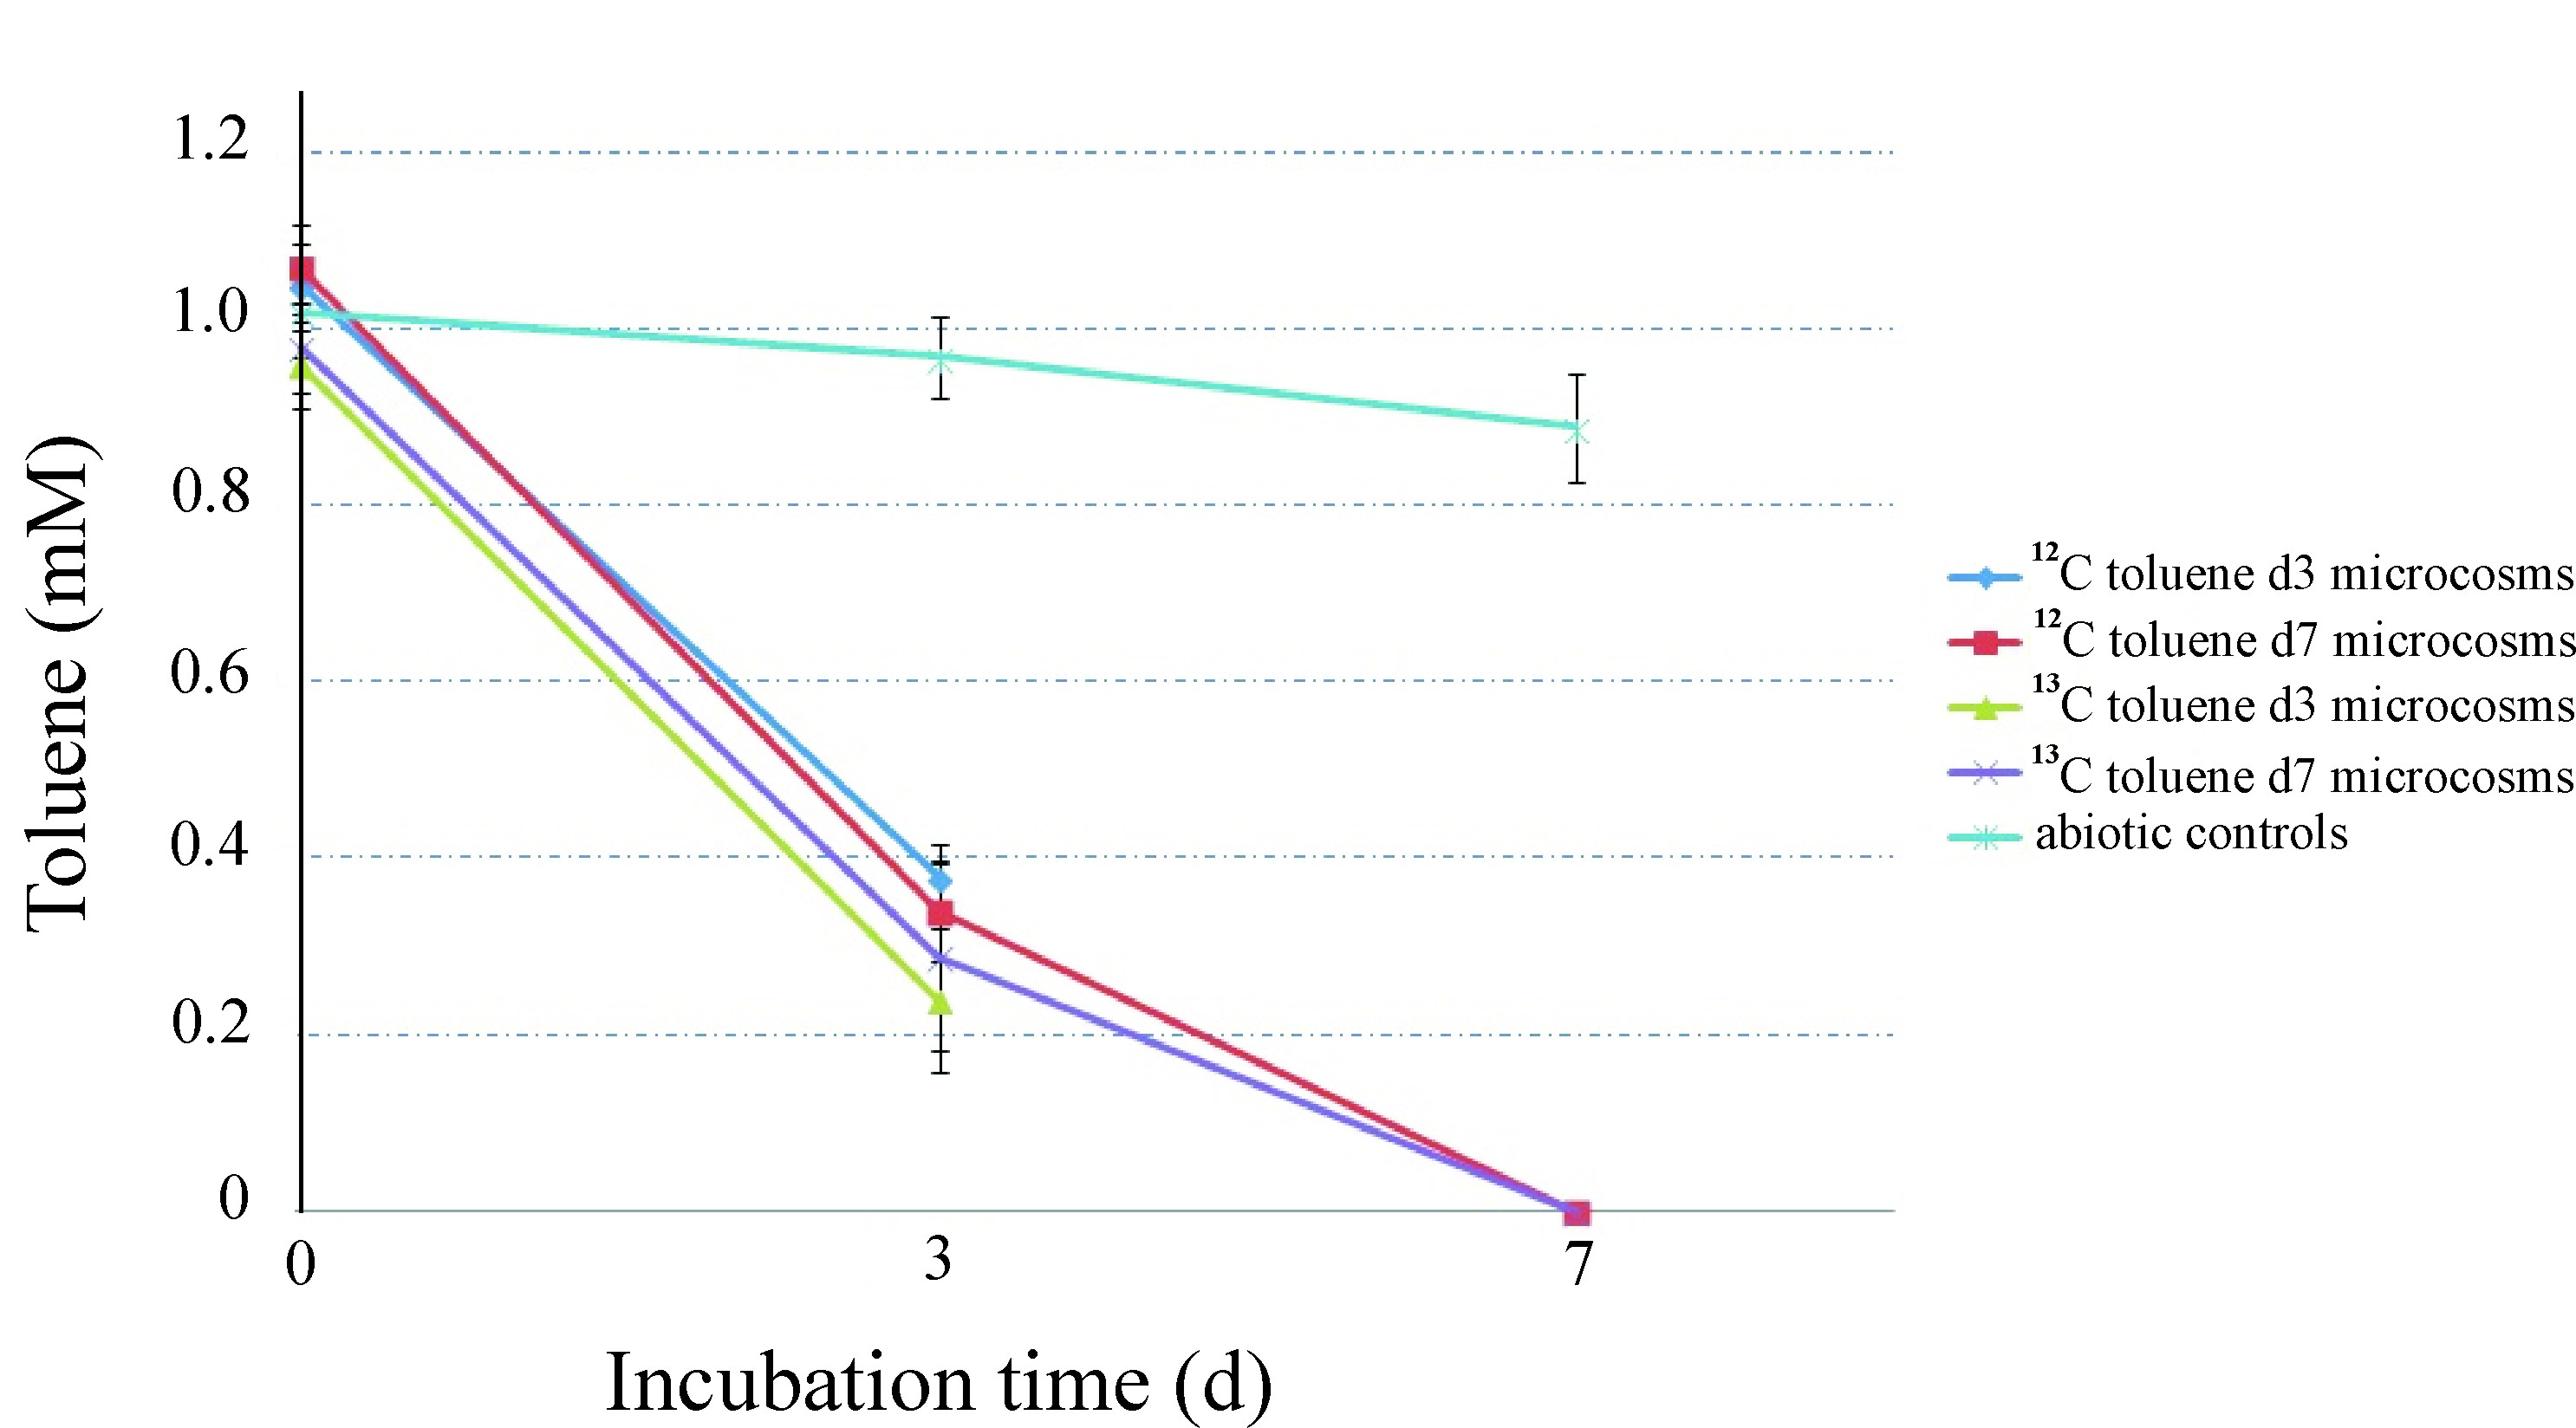 1.2
1.0
0.8
0.6
0.4
0.2
0
Toluene (mM)
0 3 7
Incubation time (d)
¹²C toluene d3 microcosms
¹²C toluene d7 microcosms
¹³C toluene d3 microcosms
¹³C toluene d7 microcosms
abiotic controls